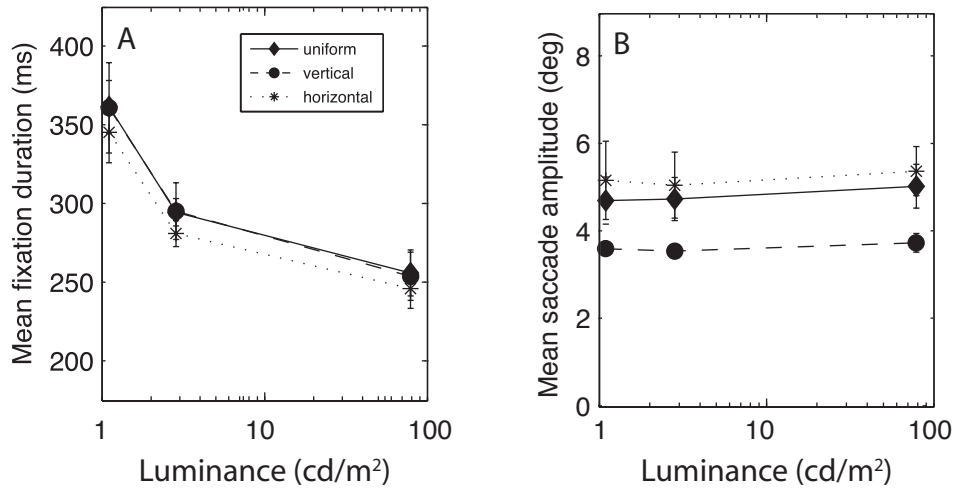 A
uniform
vertical
horizontal
400
350
300
250
200
Mean fixation duration (ms)
1
10
100
Luminance (cd/m²)
B
8
6
4
2
0
Mean saccade amplitude (deg)
1
10
100
Luminance (cd/m²)